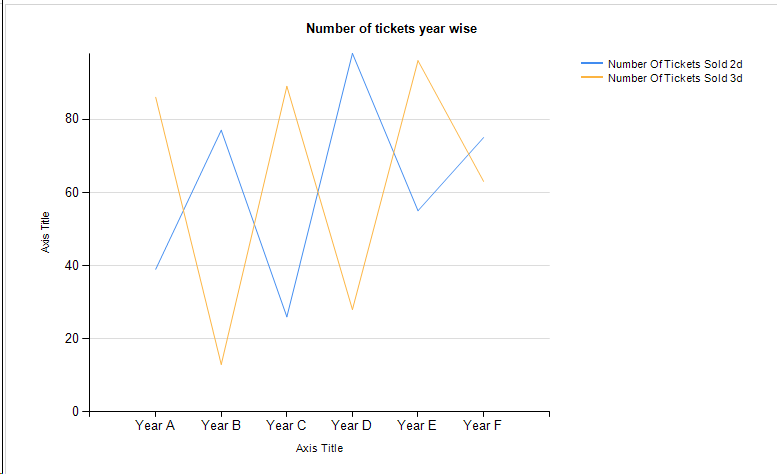 Number of tickets year wise
Number Of Tickets Sold 2d
Number Of Tickets Sold 3d
80
60
40
20
0
Axis Title
Year A Year B Year C Year D Year E Year F
Axis Title